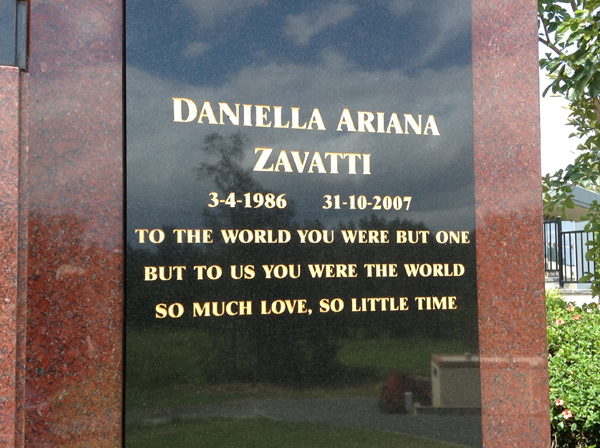 DANIELLA ARIANA
ZAVATTI
3-4-1986 31-10-2007
TO THE WORLD YOU WERE BUT ONE
BUT TO US YOU WERE THE WORLD
SO MUCH LOVE, SO LITTLE TIME